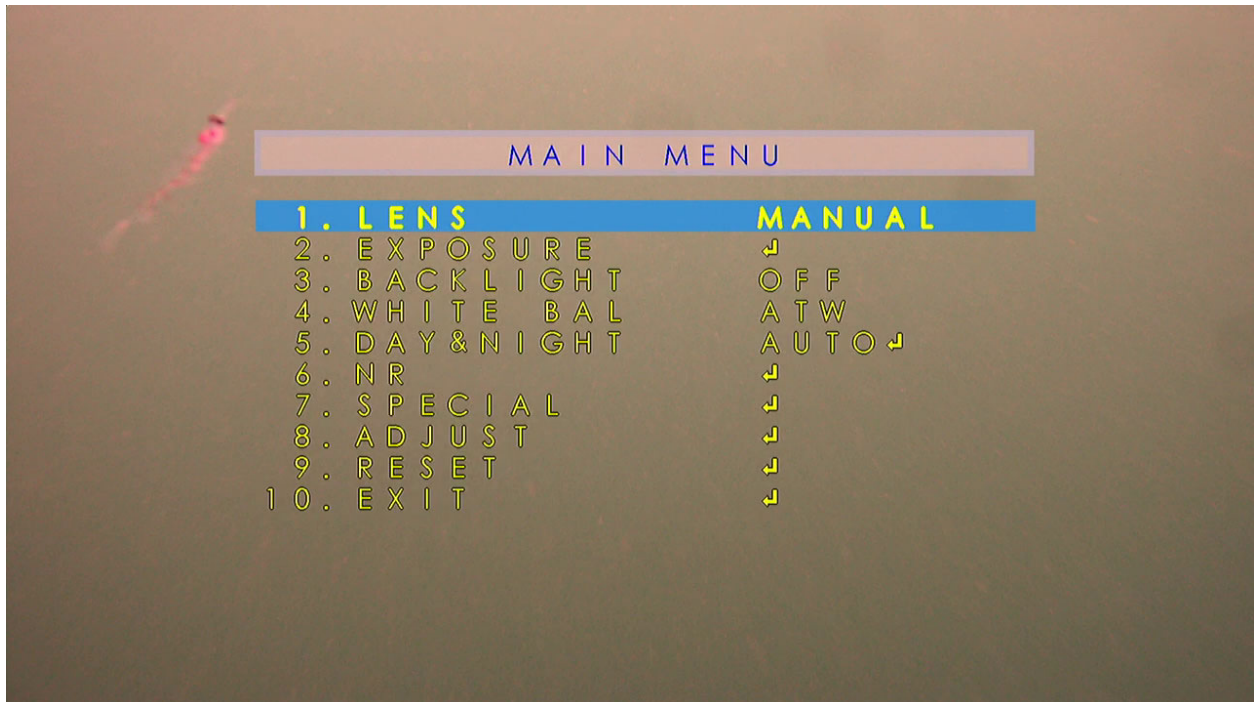 MAIN MENU
1. LENS MANUAL
2. EXPOSURE ↲
3. BACKLIGHT OFF
4. WHITE BAL ATW
5. DAY&NIGHT AUTO↲
6. NR ↲
7. SPECIAL ↲
8. ADJUST ↲
9. RESET ↲
10. EXIT ↲